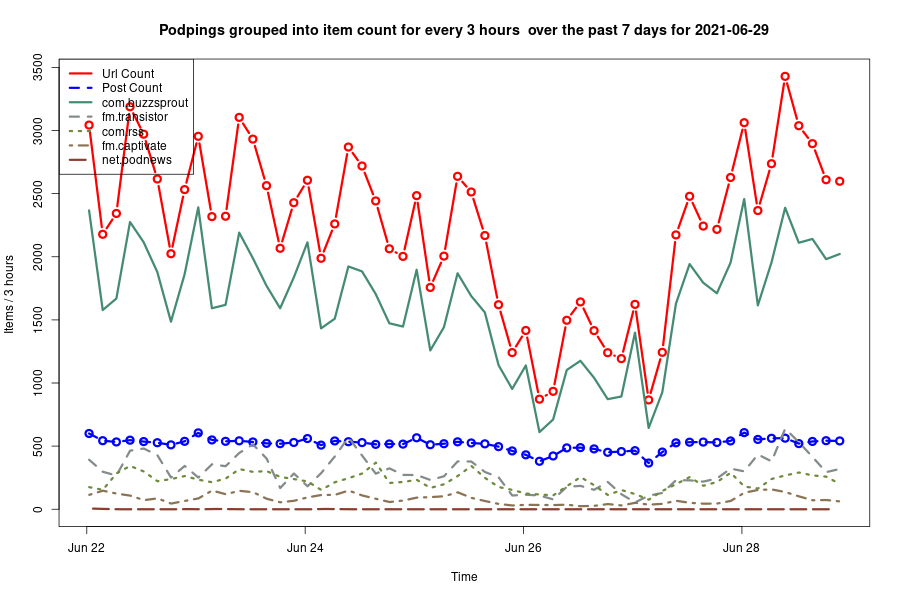 Podpings grouped into item count for every 3 hours  over the past 7 days for 2021-06-29
Url Count
Post Count
com.buzzsprout
fm.transistor
com.rss
fm.captivate
net.podnews
3500
3000
2500
2000
1500
1000
500
0
Items / 3 hours
Jun 22
Jun 24
Jun 26
Jun 28
Time